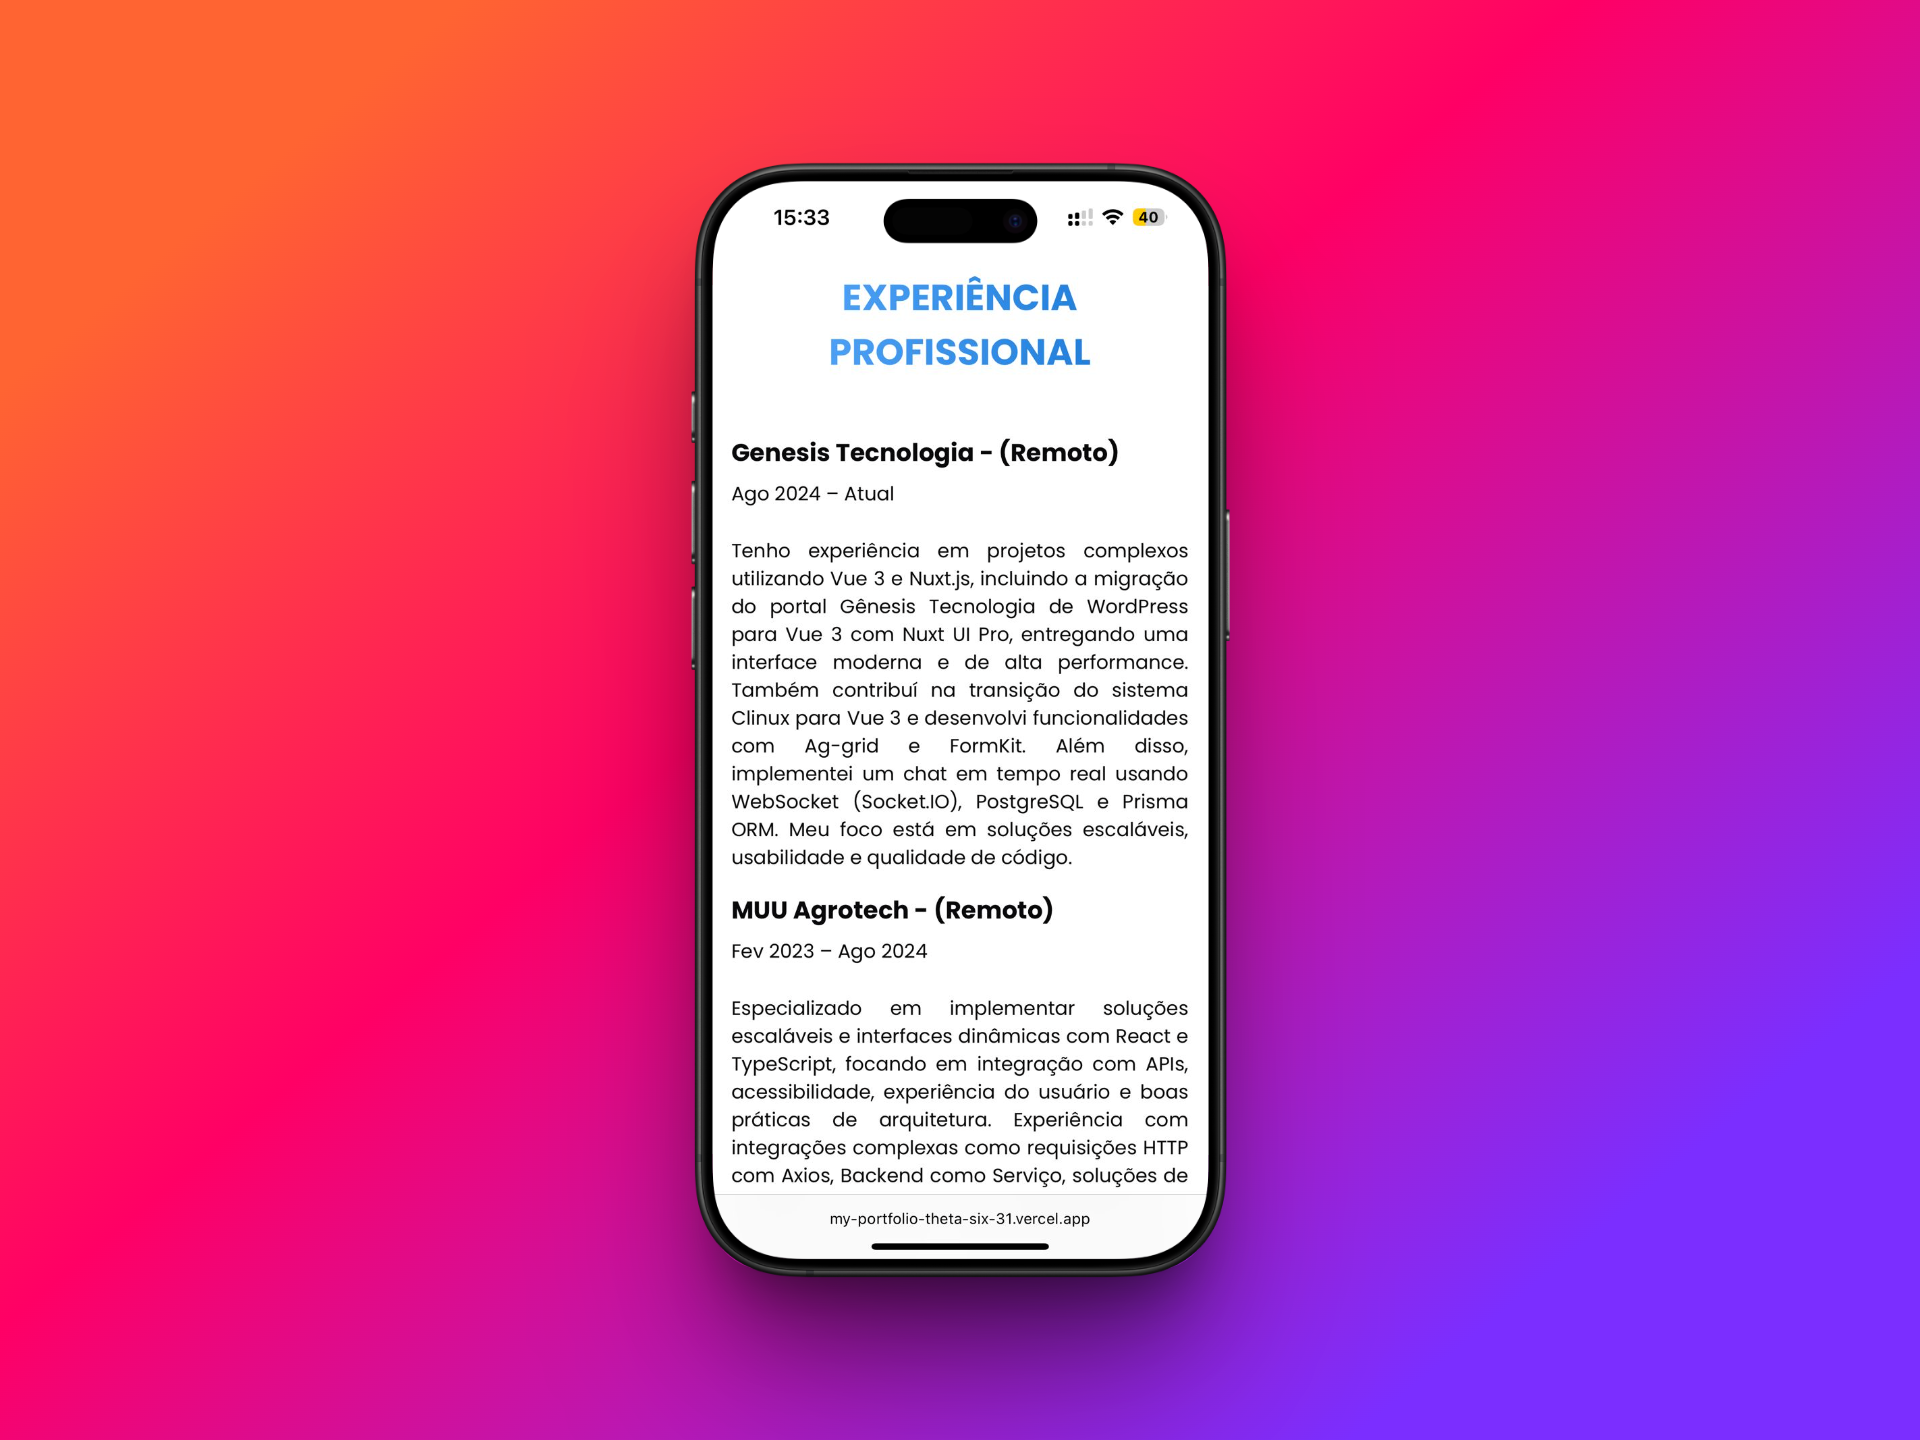 15:33
40
EXPERIÊNCIA
PROFISSIONAL
Genesis Tecnologia - (Remoto)
Ago 2024 – Atual
Tenho experiência em projetos complexos
utilizando Vue 3 e Nuxt.js, incluindo a migração
do portal Gênesis Tecnologia de WordPress
para Vue 3 com Nuxt UI Pro, entregando uma
interface moderna e de alta performance.
Também contribuí na transição do sistema
Clinux para Vue 3 e desenvolvi funcionalidades
com Ag-grid e FormKit. Além disso,
implementei um chat em tempo real usando
WebSocket (Socket.IO), PostgreSQL e Prisma
ORM. Meu foco está em soluções escaláveis,
usabilidade e qualidade de código.
MUU Agrotech - (Remoto)
Fev 2023 – Ago 2024
Especializado em implementar soluções
escaláveis e interfaces dinâmicas com React e
TypeScript, focando em integração com APIs,
acessibilidade, experiência do usuário e boas
práticas de arquitetura. Experiência com
integrações complexas como requisições HTTP
com Axios, Backend como Serviço, soluções de
my-portfolio-theta-six-31.vercel.app